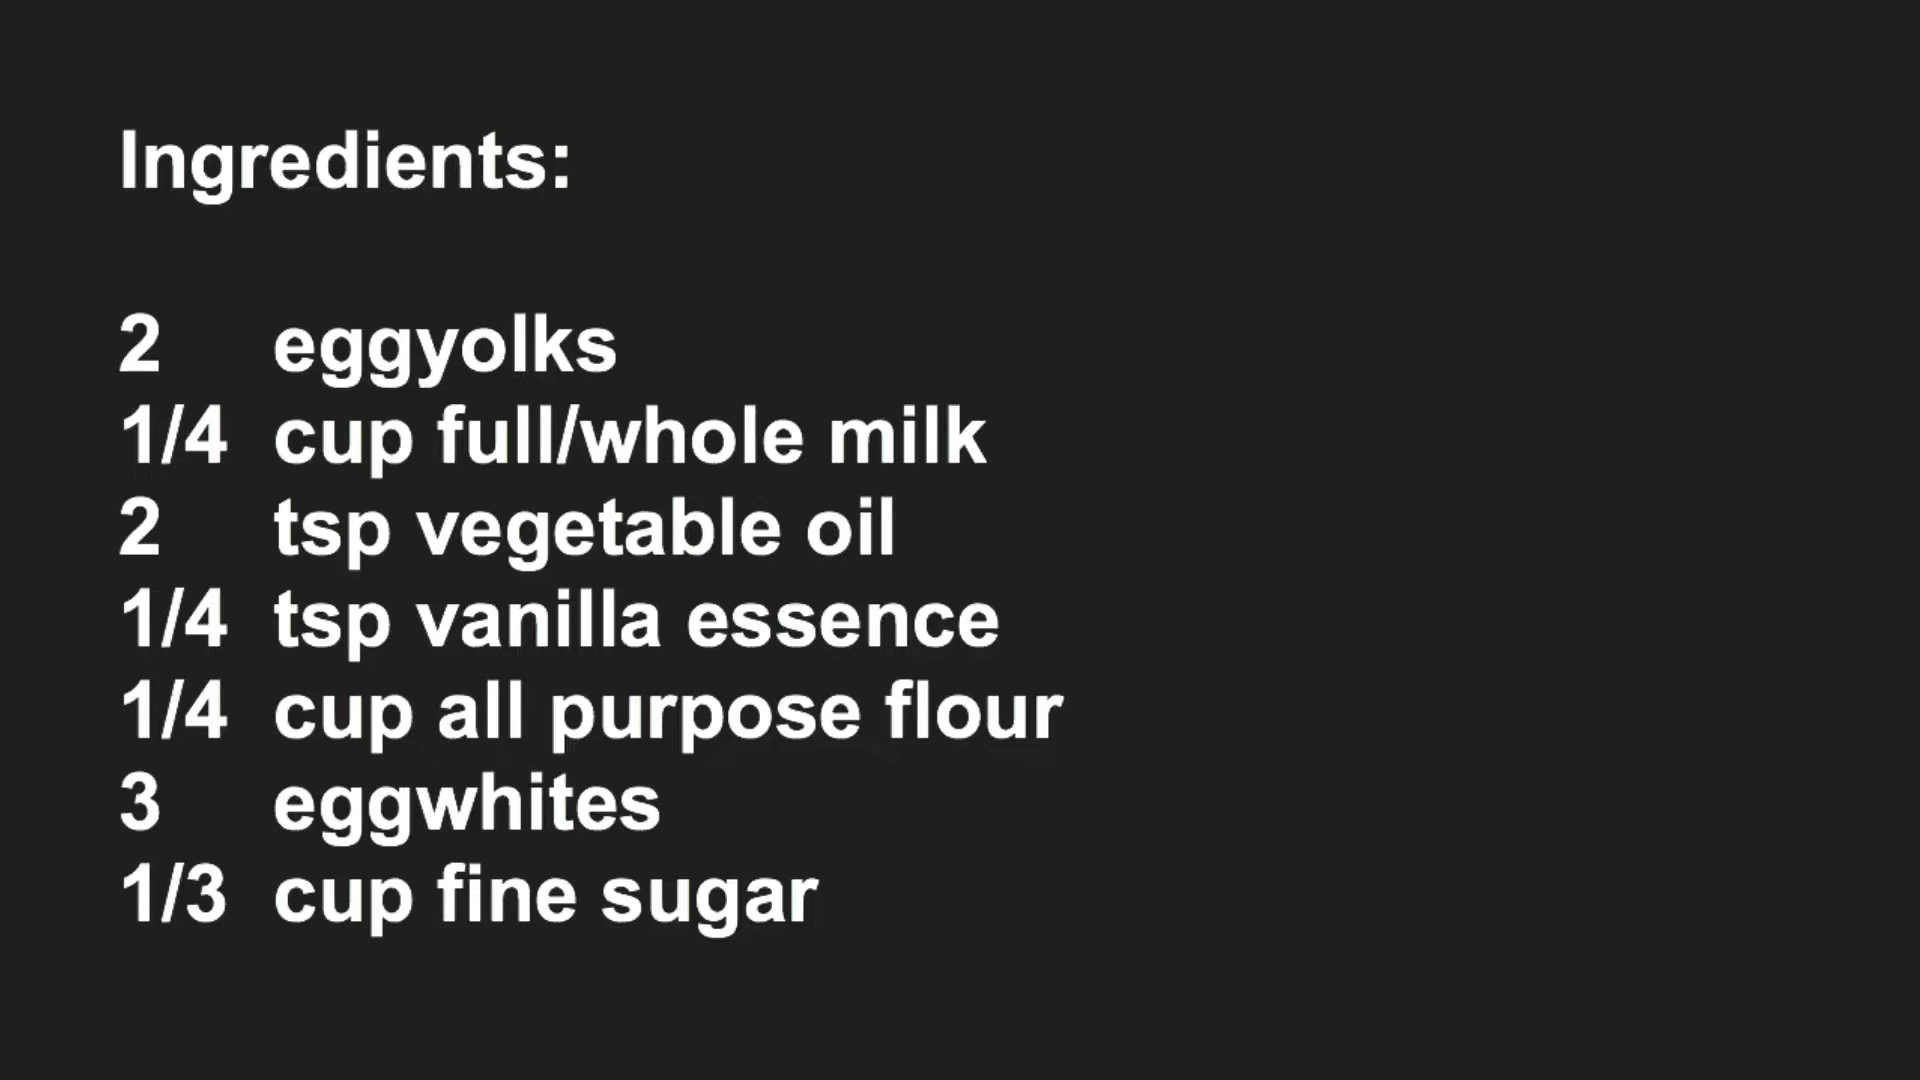 Ingredients:
2 eggyolks
1/4 cup full/whole milk
2 tsp vegetable oil
1/4 tsp vanilla essence
1/4 cup all purpose flour
3 eggwhites
1/3 cup fine sugar